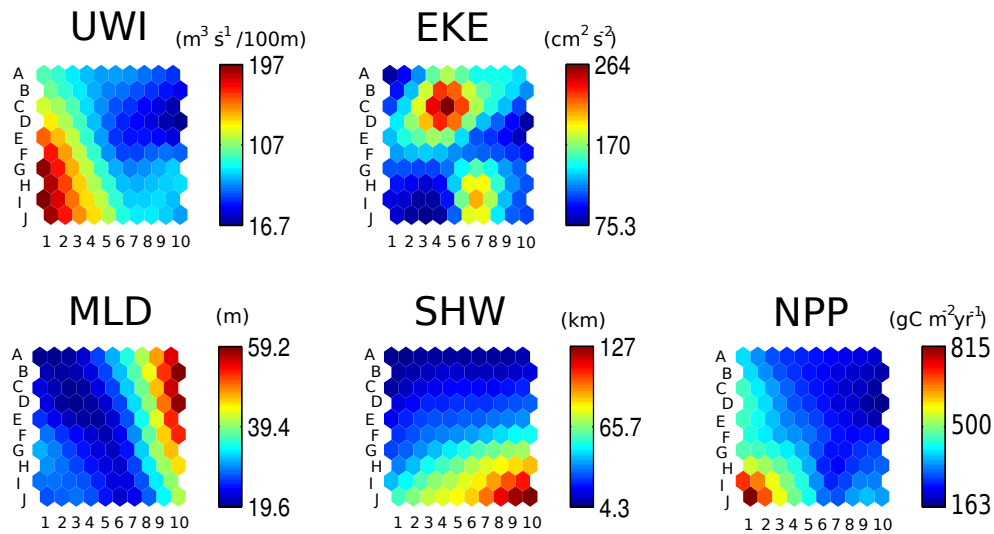 UWI
(m³ s⁻¹ /100m)
A
B
C
D
E
F
G
H
I
J
1 2 3 4 5 6 7 8 9 10
197
107
16.7
EKE
(cm² s⁻²)
A
B
C
D
E
F
G
H
I
J
1 2 3 4 5 6 7 8 9 10
264
170
75.3
MLD
(m)
A
B
C
D
E
F
G
H
I
J
1 2 3 4 5 6 7 8 9 10
59.2
39.4
19.6
SHW
(km)
A
B
C
D
E
F
G
H
I
J
1 2 3 4 5 6 7 8 9 10
127
65.7
4.3
NPP
(gC m⁻² yr⁻¹)
A
B
C
D
E
F
G
H
I
J
1 2 3 4 5 6 7 8 9 10
815
500
163